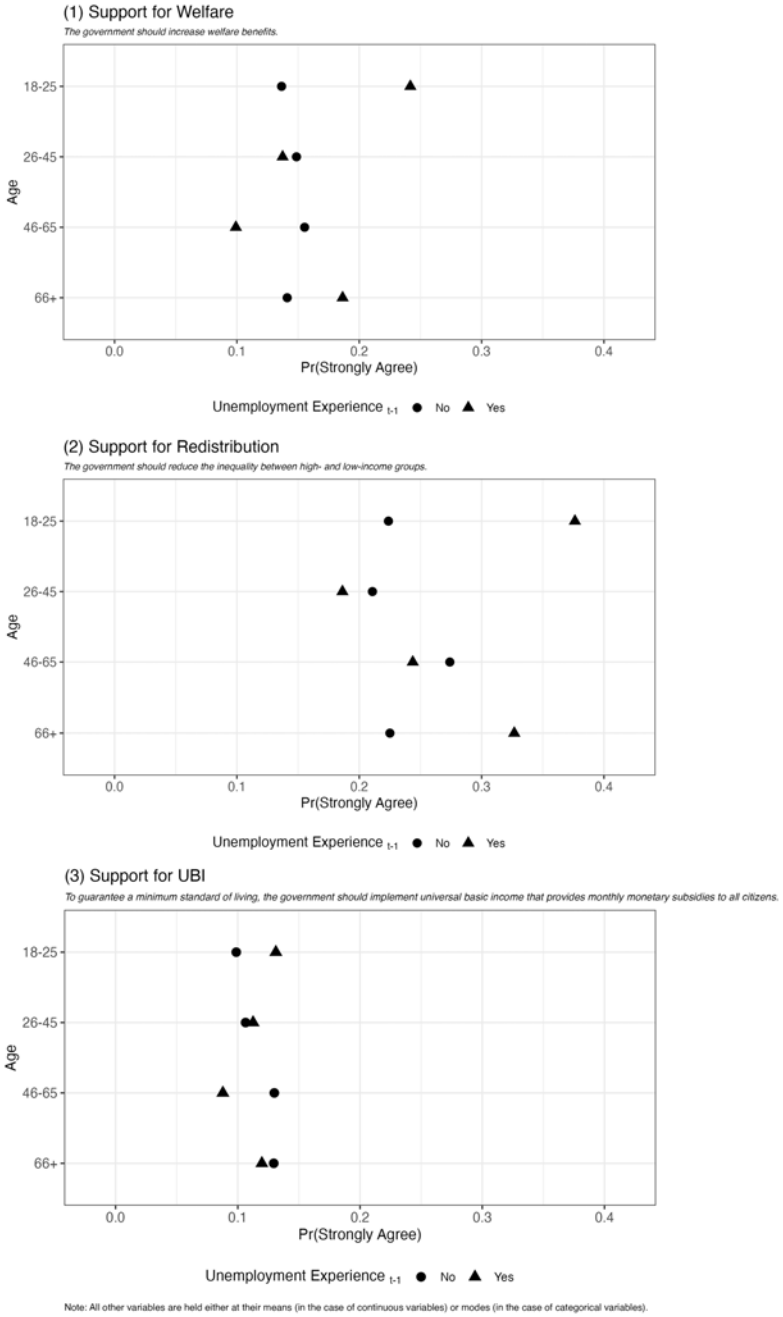 (1) Support for Welfare
The government should increase welfare benefits.
Age
18-25
26-45
46-65
66+
0.0 0.1 0.2 0.3 0.4
Pr(Strongly Agree)
Unemployment Experience t-1 No Yes
(2) Support for Redistribution
The government should reduce the inequality between high- and low-income groups.
Age
18-25
26-45
46-65
66+
0.0 0.1 0.2 0.3 0.4
Pr(Strongly Agree)
Unemployment Experience t-1 No Yes
(3) Support for UBI
To guarantee a minimum standard of living, the government should implement universal basic income that provides monthly monetary subsidies to all citizens.
Age
18-25
26-45
46-65
66+
0.0 0.1 0.2 0.3 0.4
Pr(Strongly Agree)
Unemployment Experience t-1 No Yes
Note: All other variables are held either at their means (in the case of continuous variables) or modes (in the case of categorical variables).